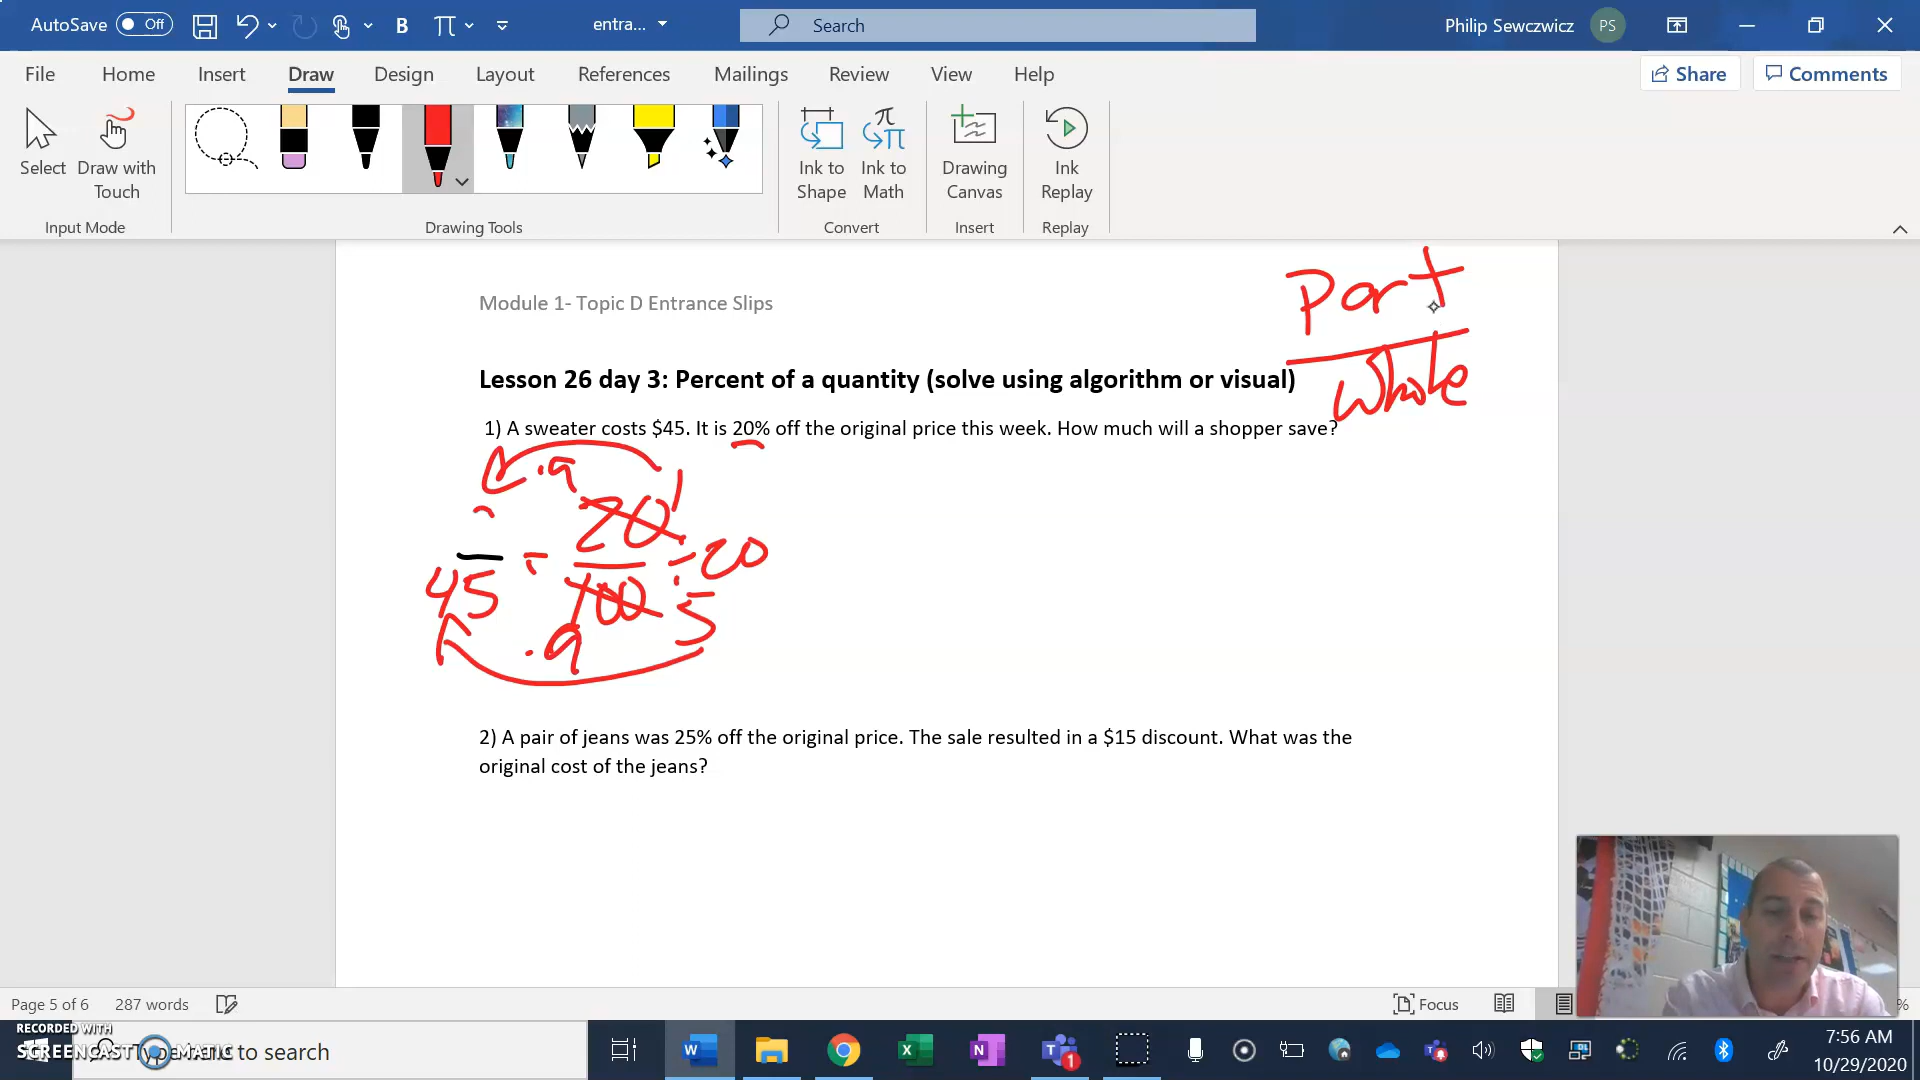 AutoSave Off B π entra... Search Philip Sewczwicz PS
File Home Insert Draw Design Layout References Mailings Review View Help Share Comments
Select Draw with Touch Ink to Shape Ink to Math Drawing Canvas Ink Replay
Input Mode Drawing Tools Convert Insert Replay
Part
Module 1- Topic D Entrance Slips
whole
Lesson 26 day 3: Percent of a quantity (solve using algorithm or visual)
1) A sweater costs $45. It is 20% off the original price this week. How much will a shopper save?
·9
20 1
= ÷20
45 100 5
·9
2) A pair of jeans was 25% off the original price. The sale resulted in a $15 discount. What was the
original cost of the jeans?
Page 5 of 6 287 words Focus %
RECORDED WITH
SCREENCAST MATIC
to search
1
7:56 AM
10/29/2020